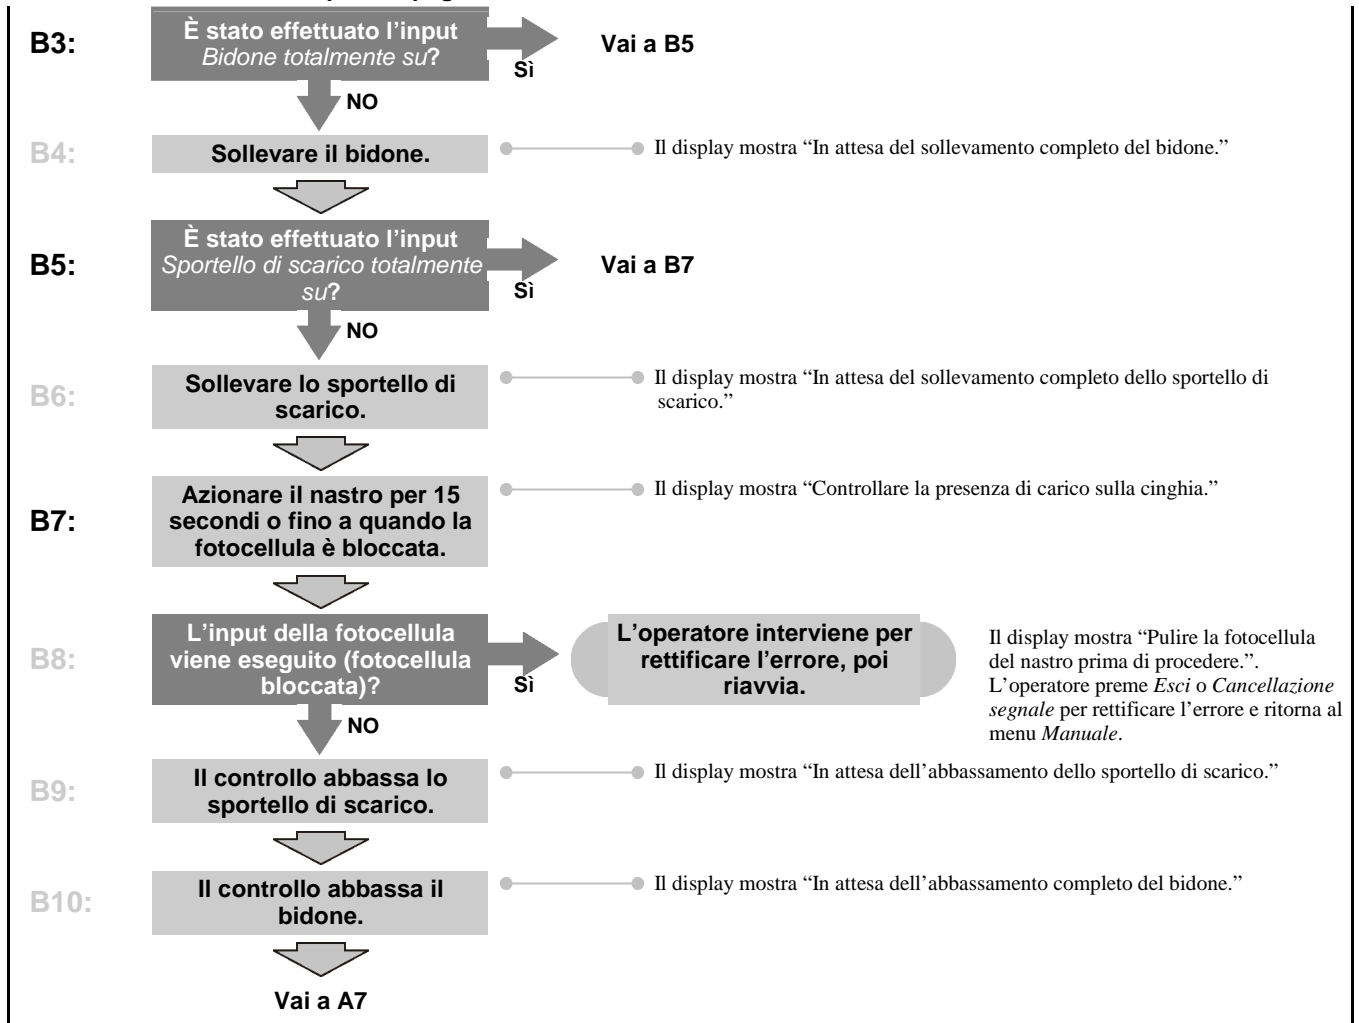 B3:
È stato effettuato l'input
Bidone totalmente su?
Sì
Vai a B5
NO
B4:
Sollevare il bidone.
Il display mostra “In attesa del sollevamento completo del bidone.”
B5:
È stato effettuato l'input
Sportello di scarico totalmente
su?
Sì
Vai a B7
NO
B6:
Sollevare lo sportello di
scarico.
Il display mostra “In attesa del sollevamento completo dello sportello di
scarico.”
B7:
Azionare il nastro per 15
secondi o fino a quando la
fotocellula è bloccata.
Il display mostra “Controllare la presenza di carico sulla cinghia.”
B8:
L'input della fotocellula
viene eseguito (fotocellula
bloccata)?
Sì
L'operatore interviene per
rettificare l'errore, poi
riavvia.
Il display mostra “Pulire la fotocellula
del nastro prima di procedere.”.
L'operatore preme Esci o Cancellazione
segnale per rettificare l'errore e ritorna al
menu Manuale.
NO
B9:
Il controllo abbassa lo
sportello di scarico.
Il display mostra “In attesa dell'abbassamento dello sportello di scarico.”
B10:
Il controllo abbassa il
bidone.
Il display mostra “In attesa dell'abbassamento completo del bidone.”
Vai a A7